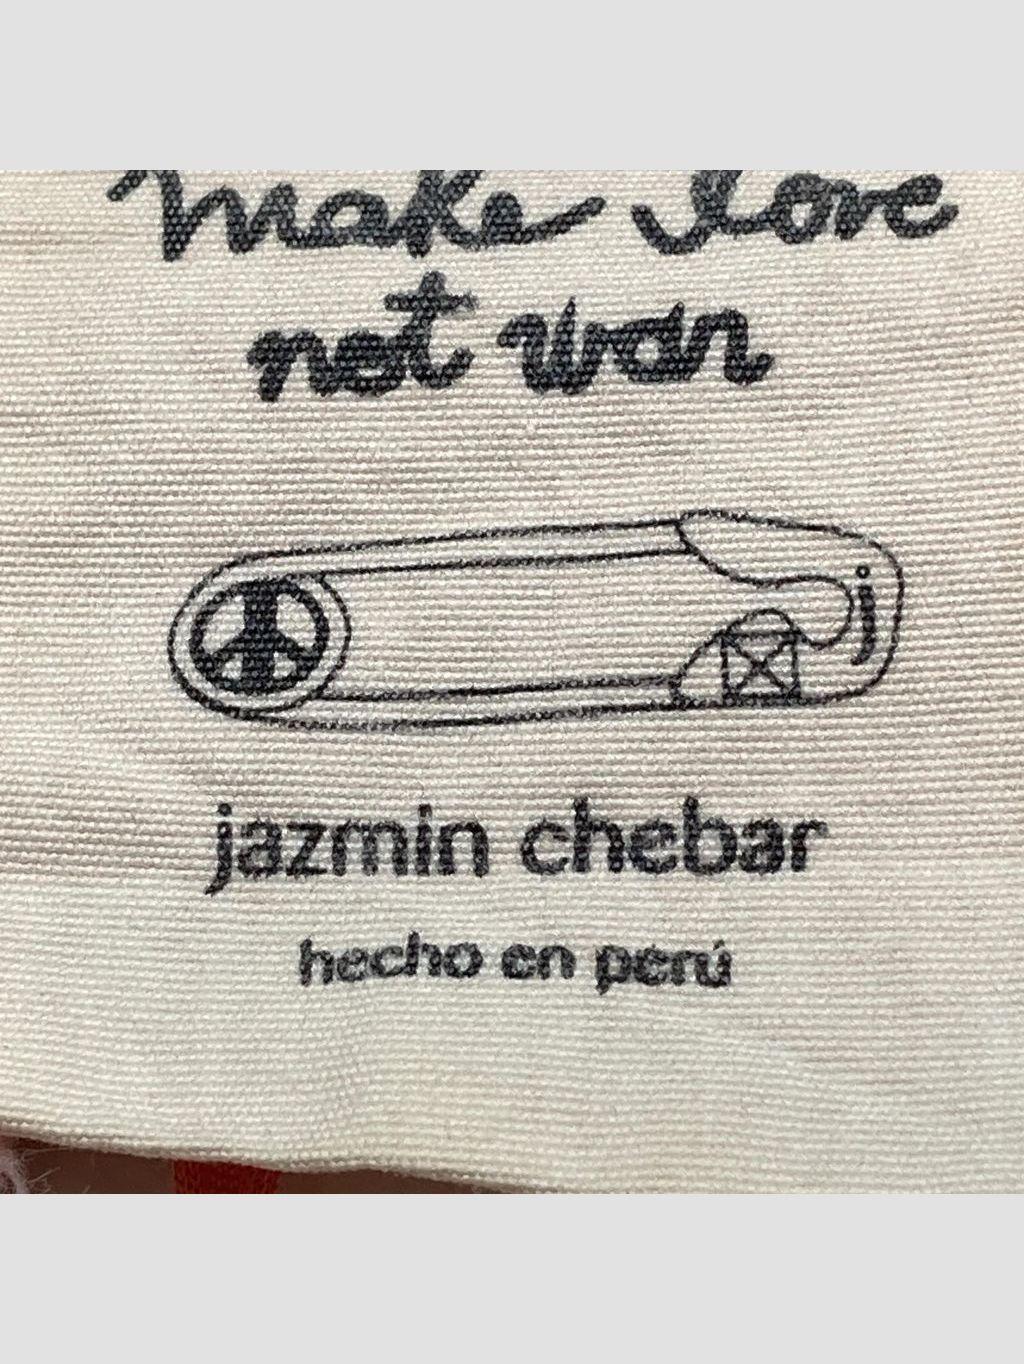 make love
not war
j
jazmin chebar
hecho en perú